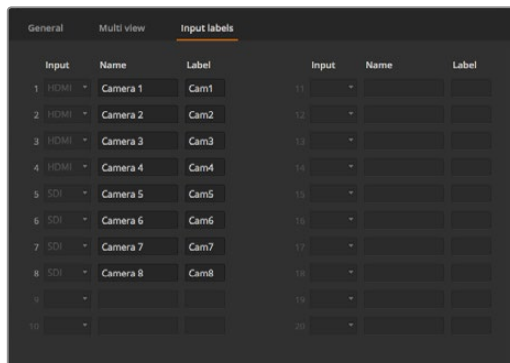 General Multi view Input labels
Input Name Label Input Name Label
1 HDMI Camera 1 Cam1 11
2 HDMI Camera 2 Cam2 12
3 HDMI Camera 3 Cam3 13
4 HDMI Camera 4 Cam4 14
5 SDI Camera 5 Cam5 15
6 SDI Camera 6 Cam6 16
7 SDI Camera 7 Cam7 17
8 SDI Camera 8 Cam8 18
9 19
10 20